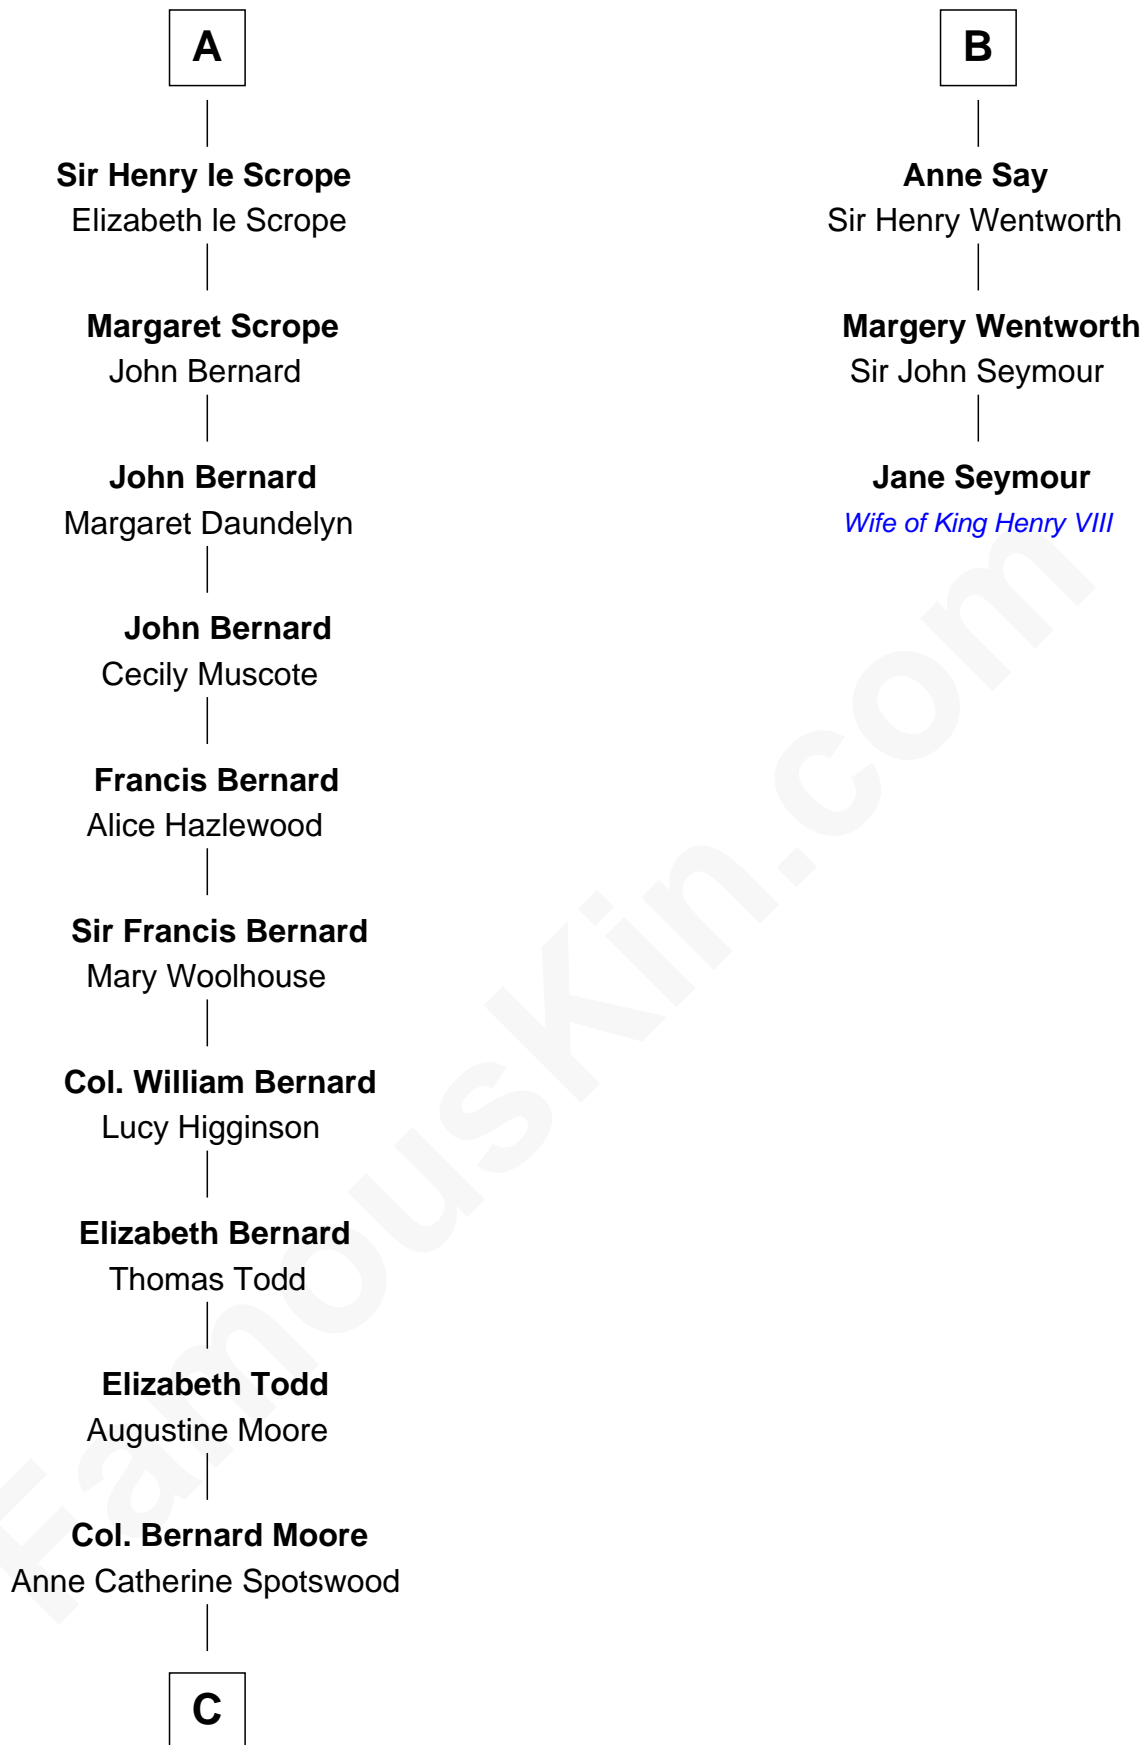 A
Sir Henry le Scrope
Elizabeth le Scrope
Margaret Scrope
John Bernard
John Bernard
Margaret Daundelyn
John Bernard
Cecily Muscote
Francis Bernard
Alice Hazlewood
Sir Francis Bernard
Mary Woolhouse
Col. William Bernard
Lucy Higginson
Elizabeth Bernard
Thomas Todd
Elizabeth Todd
Augustine Moore
Col. Bernard Moore
Anne Catherine Spotswood
C
B
Anne Say
Sir Henry Wentworth
Margery Wentworth
Sir John Seymour
Jane Seymour
Wife of King Henry VIII
FamousKin.com